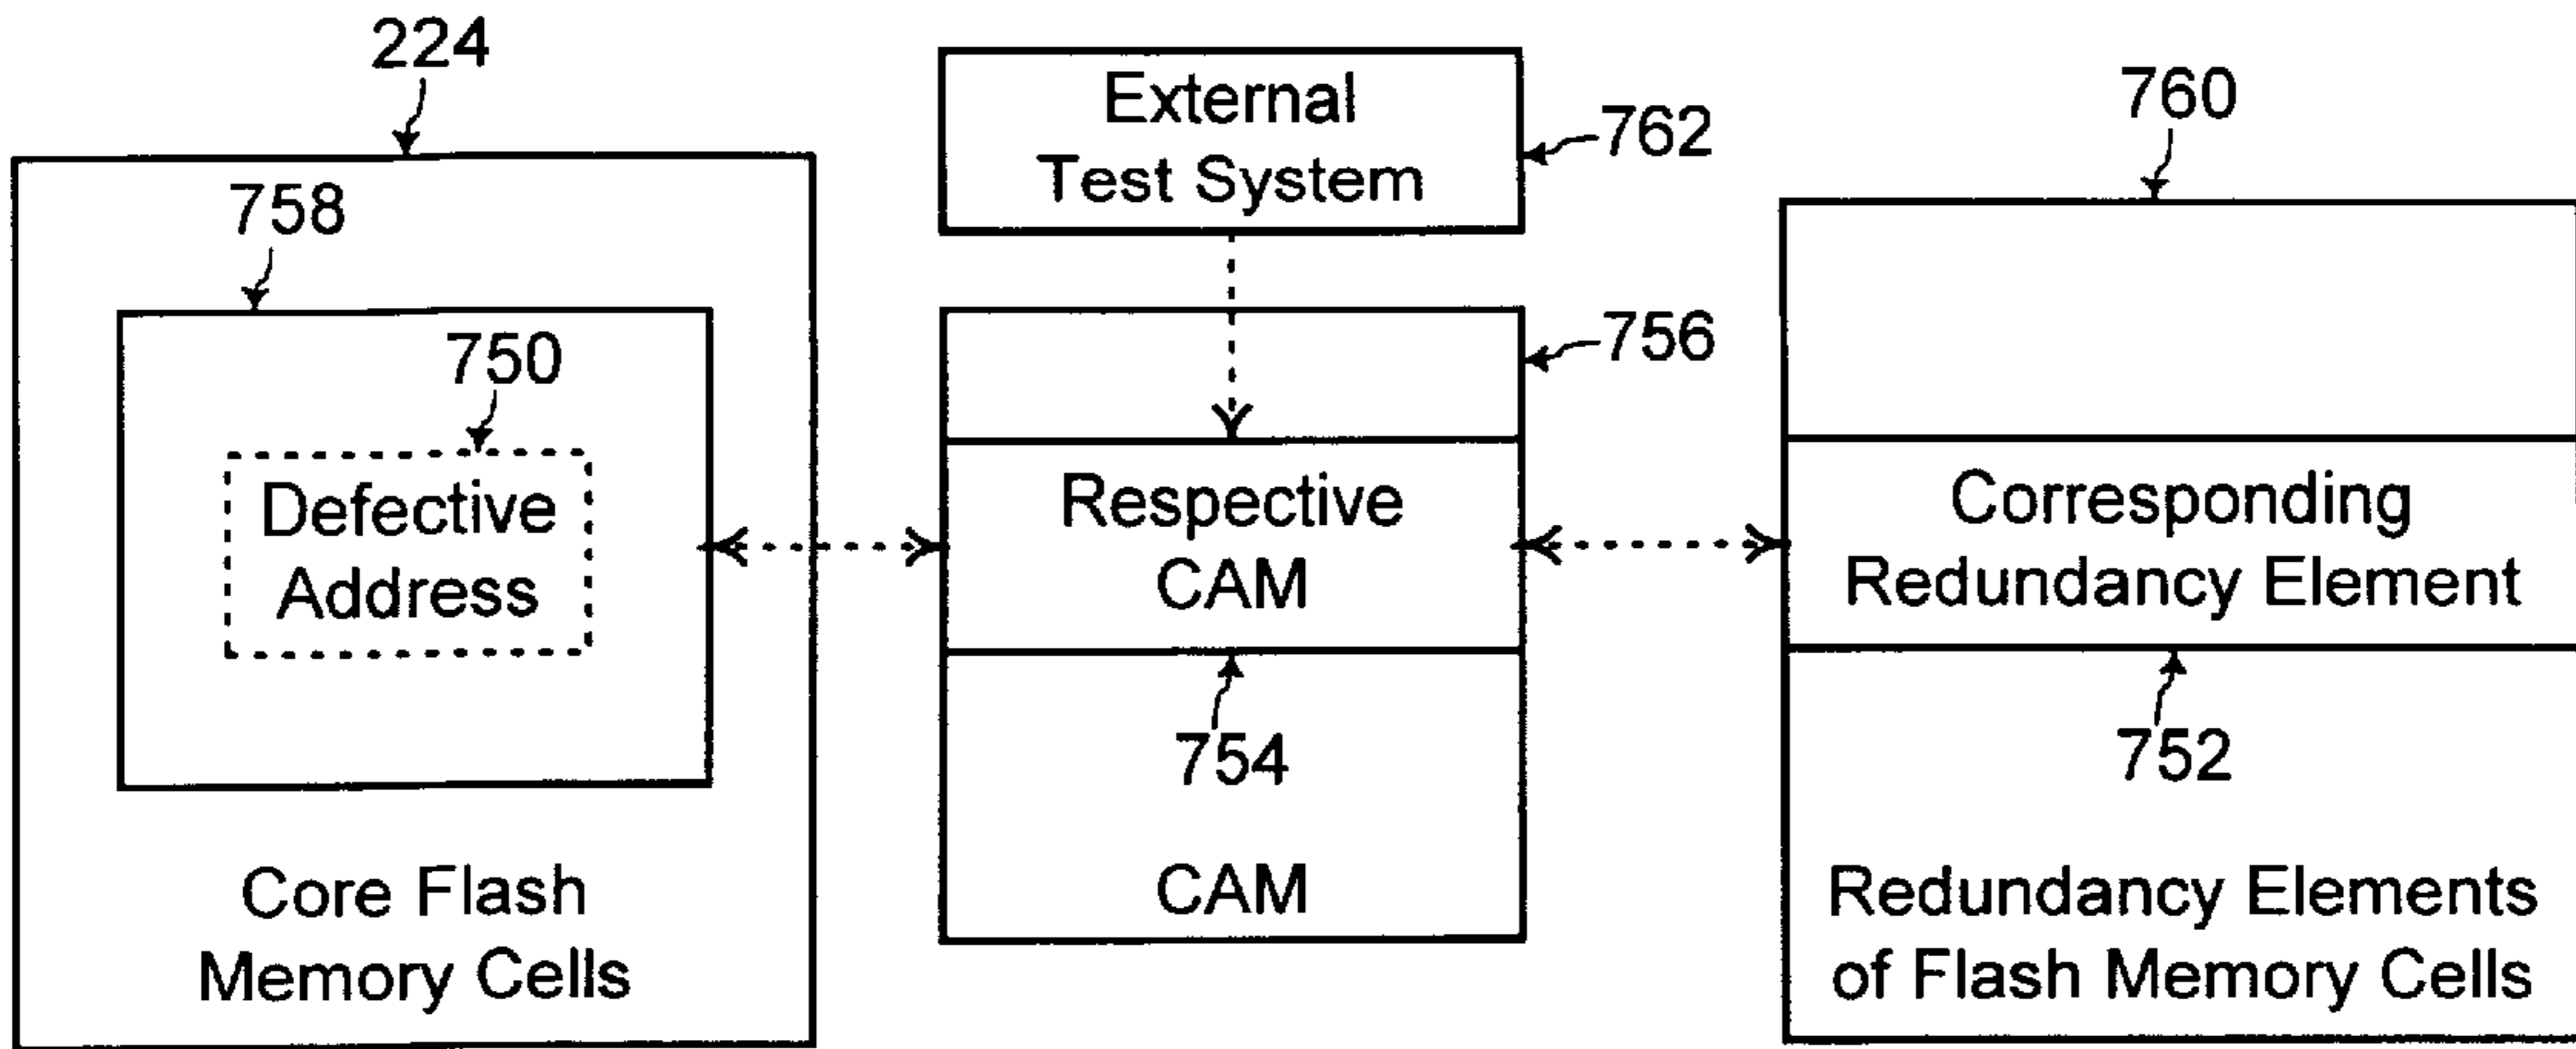 224
758
750
Defective
Address
Core Flash
Memory Cells
External
Test System
762
756
Respective
CAM
754
CAM
760
Corresponding
Redundancy Element
752
Redundancy Elements
of Flash Memory Cells